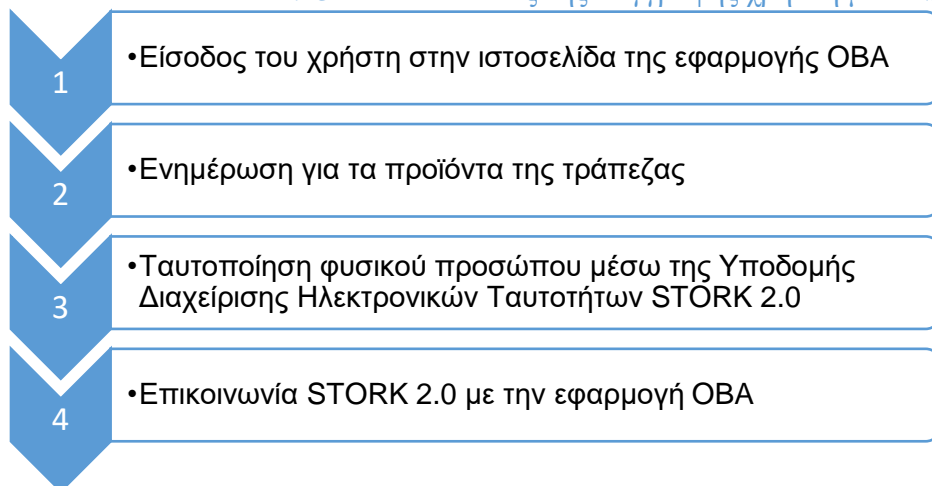 1
•Είσοδος του χρήστη στην ιστοσελίδα της εφαρμογής OBA
2
•Ενημέρωση για τα προϊόντα της τράπεζας
3
•Ταυτοποίηση φυσικού προσώπου μέσω της Υποδομής
Διαχείρισης Ηλεκτρονικών Ταυτοτήτων STORK 2.0
4
•Επικοινωνία STORK 2.0 με την εφαρμογή OBA